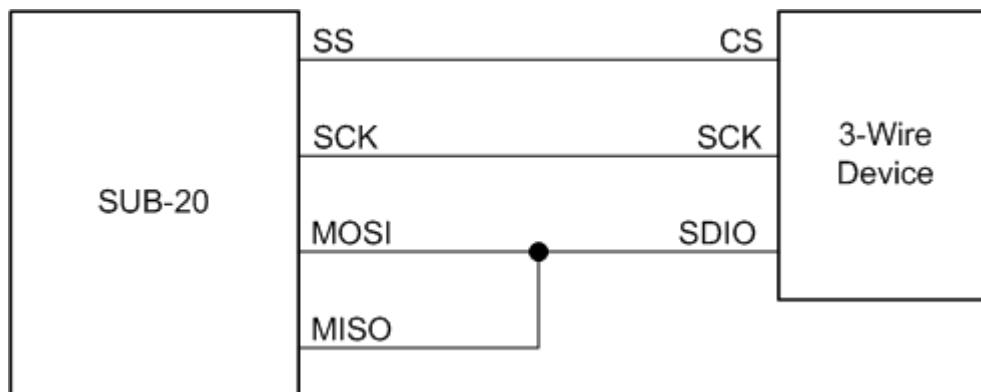 SS
CS
SCK
SCK
3-Wire
Device
SUB-20
MOSI
SDIO
MISO